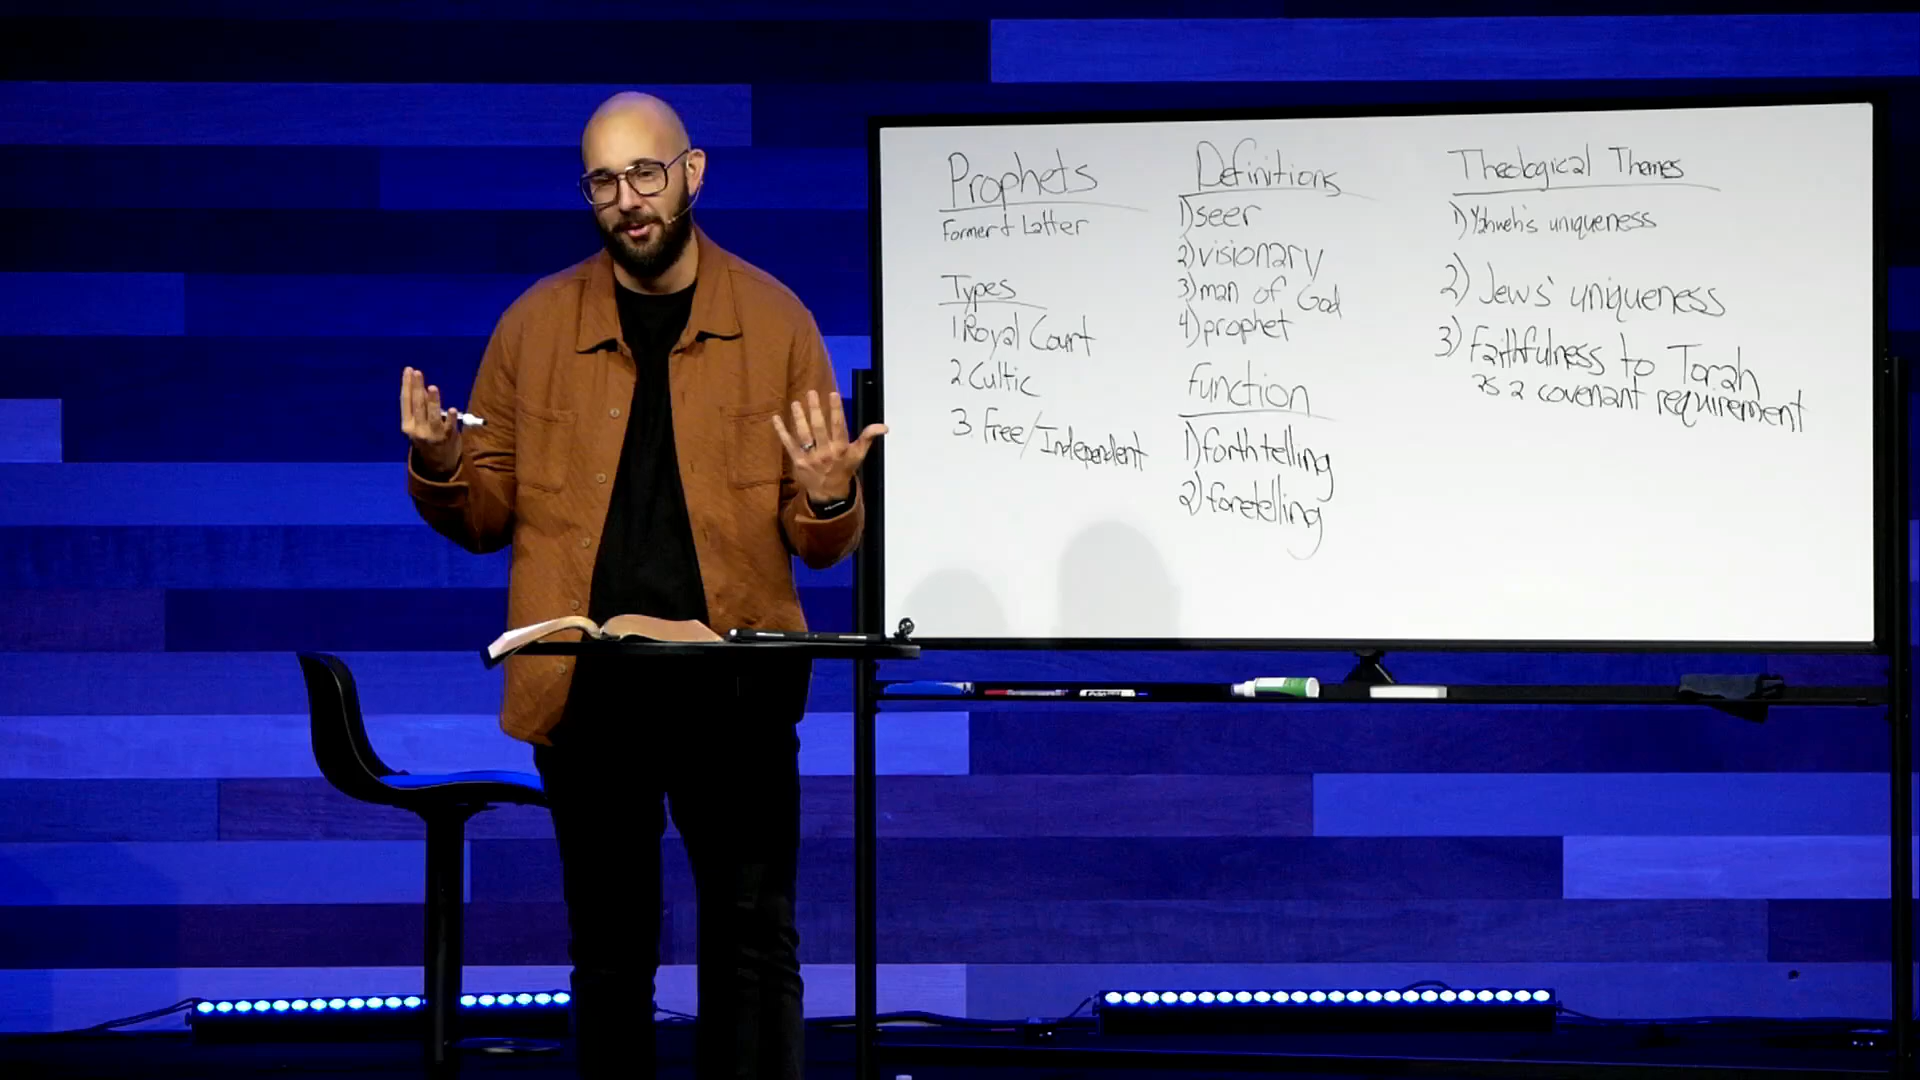 Prophets
Former & Latter
Types
1. Royal Court
2. Cultic
3. Free/Independent
Definitions
1) seer
2) visionary
3) man of God
4) prophet
Function
1) forthtelling
2) foretelling
Theological Themes
1) Yahweh's uniqueness
2) Jews' uniqueness
3) Faithfulness to Torah
as a covenant requirement